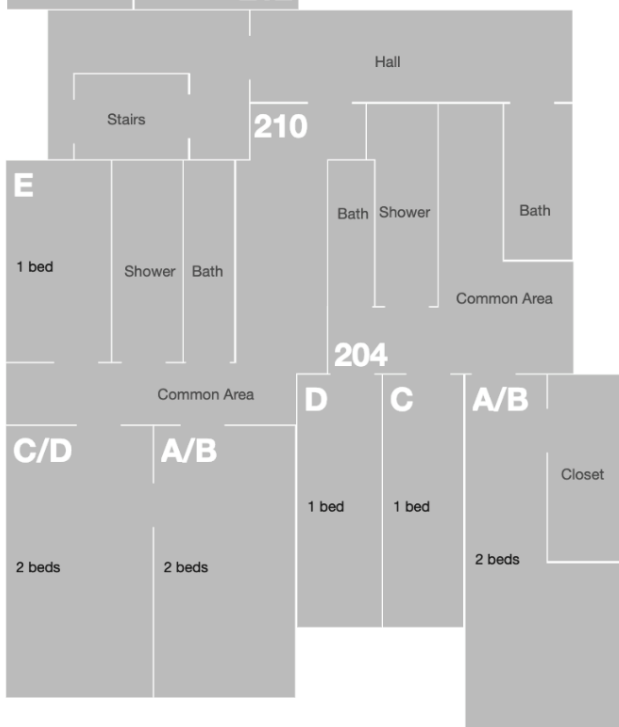 Hall
Stairs
210
E
Bath
Shower
Bath
1 bed
Shower
Bath
Common Area
204
Common Area
D
C
A/B
C/D
A/B
Closet
1 bed
1 bed
2 beds
2 beds
2 beds